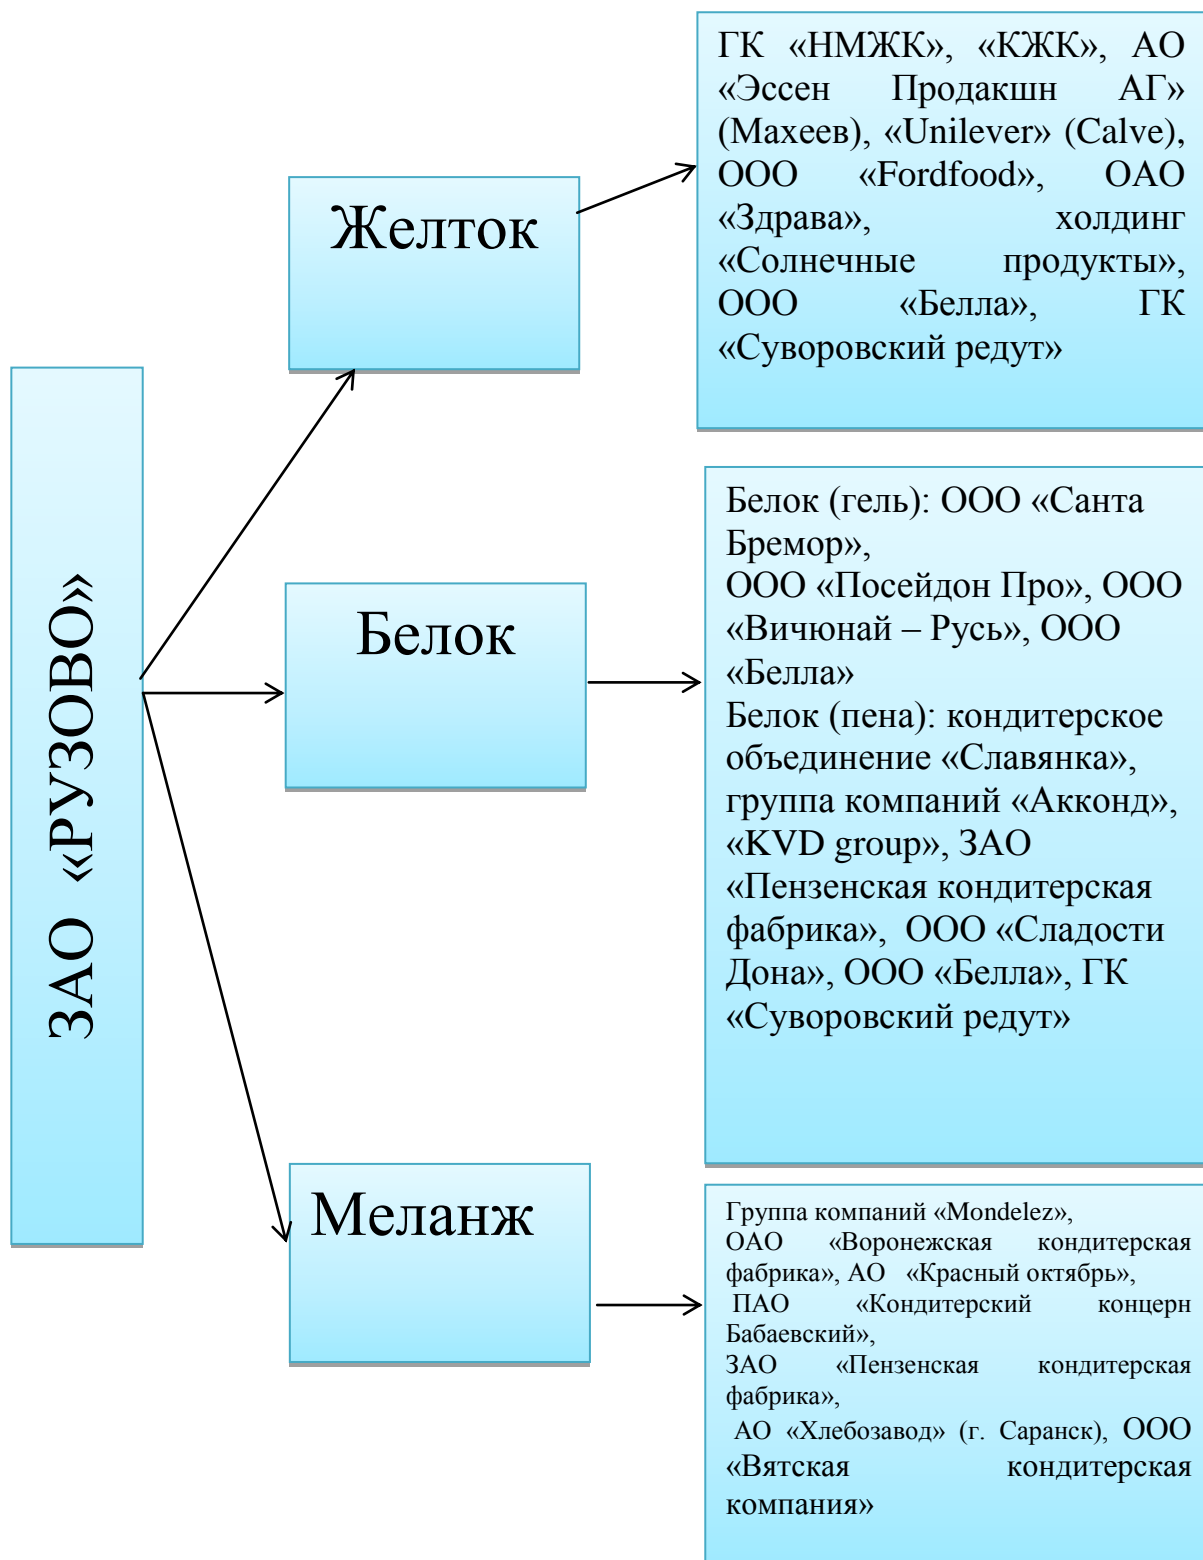 ЗАО «РУЗОВО»
Желток
ГК «НМЖК», «КЖК», АО
«Эссен Продакшн АГ»
(Махеев), «Unilever» (Calve),
ООО «Fordfood», ОАО
«Здрава», холдинг
«Солнечные продукты»,
ООО «Белла», ГК
«Суворовский редут»
Белок
Белок (гель): ООО «Санта
Бремор»,
ООО «Посейдон Про», ООО
«Вичюнай – Русь», ООО
«Белла»
Белок (пена): кондитерское
объединение «Славянка»,
группа компаний «Акконд»,
«KVD group», ЗАО
«Пензенская кондитерская
фабрика», ООО «Сладости
Дона», ООО «Белла», ГК
«Суворовский редут»
Меланж
Группа компаний «Mondelez»,
ОАО «Воронежская кондитерская
фабрика», АО «Красный октябрь»,
ПАО «Кондитерский концерн
Бабаевский»,
ЗАО «Пензенская кондитерская
фабрика»,
АО «Хлебозавод» (г. Саранск), ООО
«Вятская кондитерская
компания»